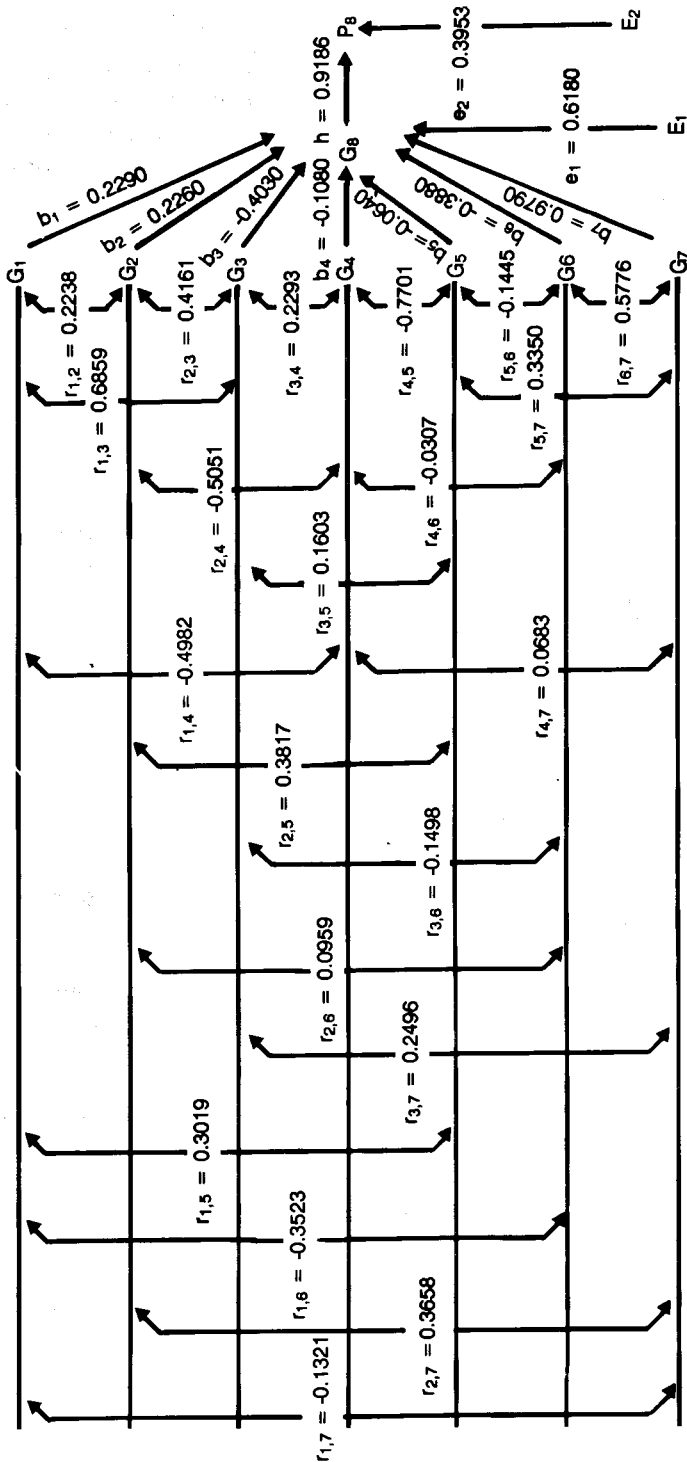 G1
G2
G3
G4
G5
G6
G7
G8
P8
E1
E2
b1 = 0.2290
b2 = 0.2260
b3 = -0.4030
b4 = -0.1080
b5 = -0.0640
b6 = -0.3880
b7 = 0.9790
h = 0.9186
e1 = 0.6180
e2 = 0.3953
r1,2 = 0.2238
r2,3 = 0.4161
r3,4 = 0.2293
r4,5 = -0.7701
r5,6 = -0.1445
r6,7 = 0.5776
r1,3 = 0.6859
r5,7 = 0.3350
r2,4 = -0.5051
r4,6 = -0.0307
r3,5 = 0.1603
r1,4 = -0.4982
r4,7 = 0.0683
r2,5 = 0.3817
r3,6 = -0.1498
r2,6 = 0.0959
r3,7 = 0.2496
r1,5 = 0.3019
r1,6 = -0.3523
r2,7 = 0.3658
r1,7 = -0.1321